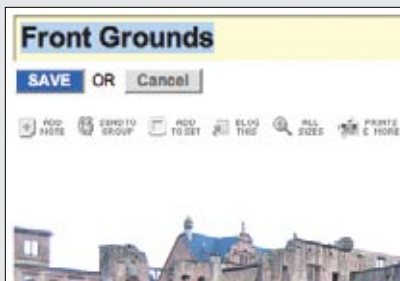 Front Grounds
SAVE OR Cancel
ADD NOTE SEND TO GROUP ADD TO SET BLOG THIS ALL SIZES PRINTS & MORE